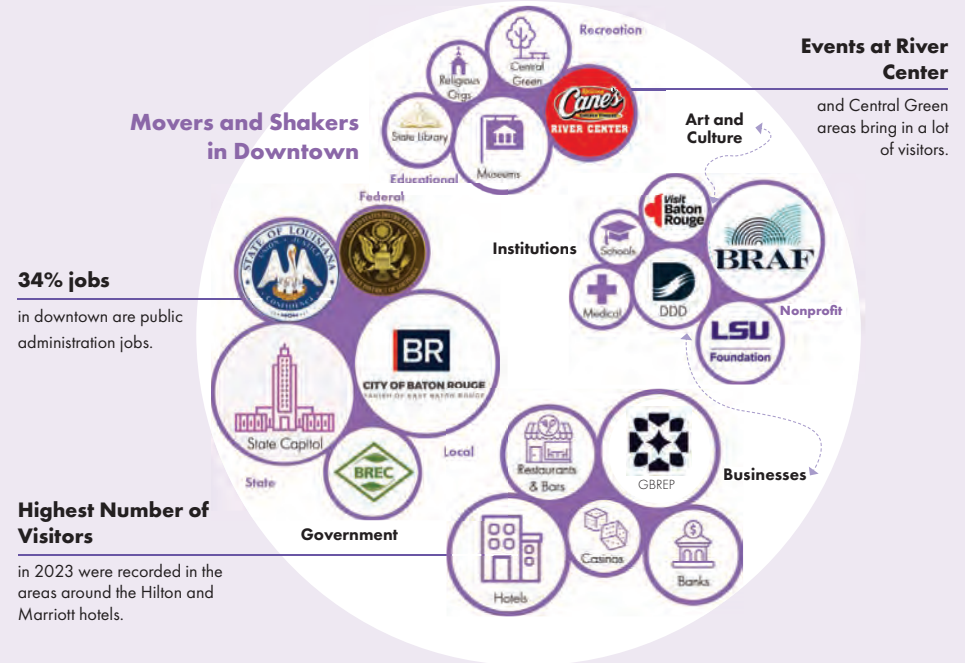 Movers and Shakers
in Downtown
Recreation
Central
Green
Religious
Orgs
State Library
Museums
Cane's
RIVER CENTER
Educational
Events at River
Center
and Central Green
areas bring in a lot
of visitors.
Art and
Culture
Visit
Baton
Rouge
Institutions
Schools
BRAF
Medical
DDD
Nonprofit
LSU
Foundation
Federal
STATE OF LOUISIANA
UNION JUSTICE
CONFIDENCE
34% jobs
in downtown are public
administration jobs.
BR
CITY OF BATON ROUGE
PARISH OF EAST BATON ROUGE
State Capitol
Local
BREC
State
Government
Restaurants
& Bars
GBREP
Businesses
Casinos
Hotels
Banks
Highest Number of
Visitors
in 2023 were recorded in the
areas around the Hilton and
Marriott hotels.